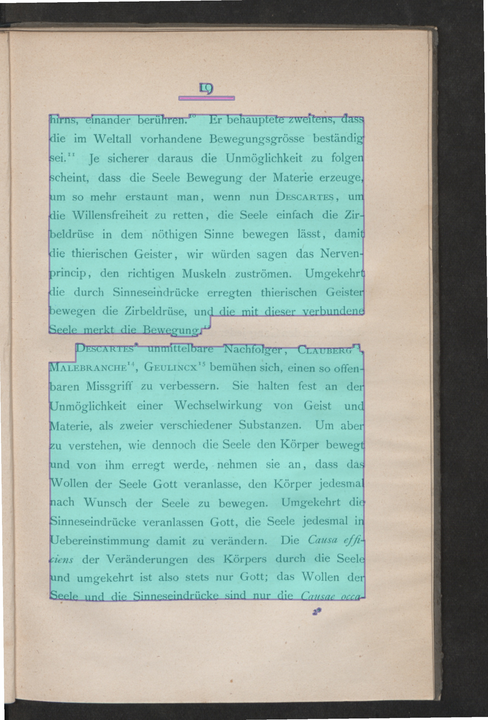 19
hirns, einander berühren. Er behauptete zweitens, dass
die im Weltall vorhandene Bewegungsgrösse beständig
sei. Je sicherer daraus die Unmöglichkeit zu folgen
scheint, dass die Seele Bewegung der Materie erzeuge,
um so mehr erstaunt man, wenn nun DESCARTES, um
die Willensfreiheit zu retten, die Seele einfach die Zir-
beldrüse in dem nöthigen Sinne bewegen lässt, damit
die thierischen Geister, wir würden sagen das Nerven-
princip, den richtigen Muskeln zuströmen. Umgekehrt
die durch Sinneseindrücke erregten thierischen Geister
bewegen die Zirbeldrüse, und die mit dieser verbundene
Seele merkt die Bewegung.
DESCARTES' unmittelbare Nachfolger, CLAUBERG,
MALEBRANCHE¹⁴, GEULINCX¹⁵ bemühen sich, einen so offen-
baren Missgriff zu verbessern. Sie halten fest an der
Unmöglichkeit einer Wechselwirkung von Geist und
Materie, als zweier verschiedener Substanzen. Um aber
zu verstehen, wie dennoch die Seele den Körper bewegt
und von ihm erregt werde, nehmen sie an, dass das
Wollen der Seele Gott veranlasse, den Körper jedesmal
nach Wunsch der Seele zu bewegen. Umgekehrt die
Sinneseindrücke veranlassen Gott, die Seele jedesmal in
Uebereinstimmung damit zu verändern. Die Causa effi-
ciens der Veränderungen des Körpers durch die Seele
und umgekehrt ist also stets nur Gott; das Wollen der
Seele und die Sinneseindrücke sind nur die Causae occa-